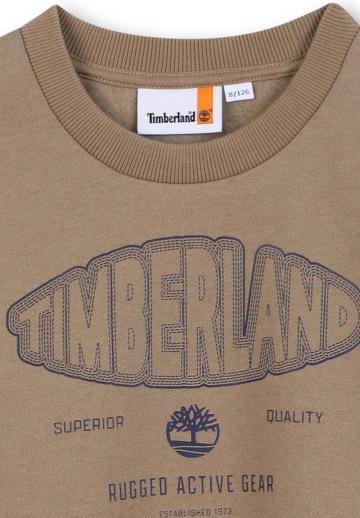 Timberland
8/126
TIMBERLAND
SUPERIOR QUALITY
RUGGED ACTIVE GEAR
ESTABLISHED 1973